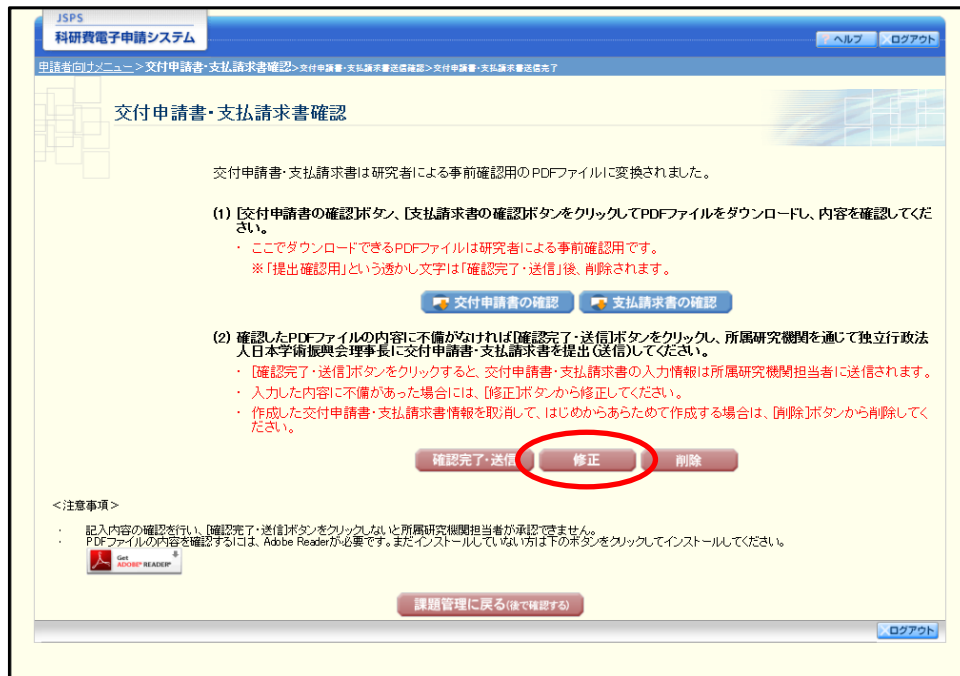 JSPS
科研費電子申請システム
ヘルプ
ログアウト
申請者向けメニュー>交付申請書・支払請求書確認>交付申請書・支払請求書送信確認>交付申請書・支払請求書送信完了
交付申請書・支払請求書確認
交付申請書・支払請求書は研究者による事前確認用のPDFファイルに変換されました。
(1) [交付申請書の確認]ボタン、[支払請求書の確認]ボタンをクリックしてPDFファイルをダウンロードし、内容を確認してくだ
さい。
・ ここでダウンロードできるPDFファイルは研究者による事前確認用です。
※「提出確認用」という透かし文字は「確認完了・送信」後、削除されます。
交付申請書の確認
支払請求書の確認
(2) 確認したPDFファイルの内容に不備がなければ[確認完了・送信]ボタンをクリックし、所属研究機関を通じて独立行政法
人日本学術振興会理事長に交付申請書・支払請求書を提出(送信)してください。
・ [確認完了・送信]ボタンをクリックすると、交付申請書・支払請求書の入力情報は所属研究機関担当者に送信されます。
・ 入力した内容に不備があった場合には、[修正]ボタンから修正してください。
・ 作成した交付申請書・支払請求書情報を取消して、はじめからあらためて作成する場合は、[削除]ボタンから削除してく
ださい。
確認完了・送信
修正
削除
<注意事項>
・ 記入内容の確認を行い、[確認完了・送信]ボタンをクリックしないと所属研究機関担当者が承認できません。
・ PDFファイルの内容を確認するには、Adobe Readerが必要です。まだインストールしていない方は下のボタンをクリックしてインストールしてください。
Get
ADOBE® READER®
課題管理に戻る(後で確認する)
ログアウト